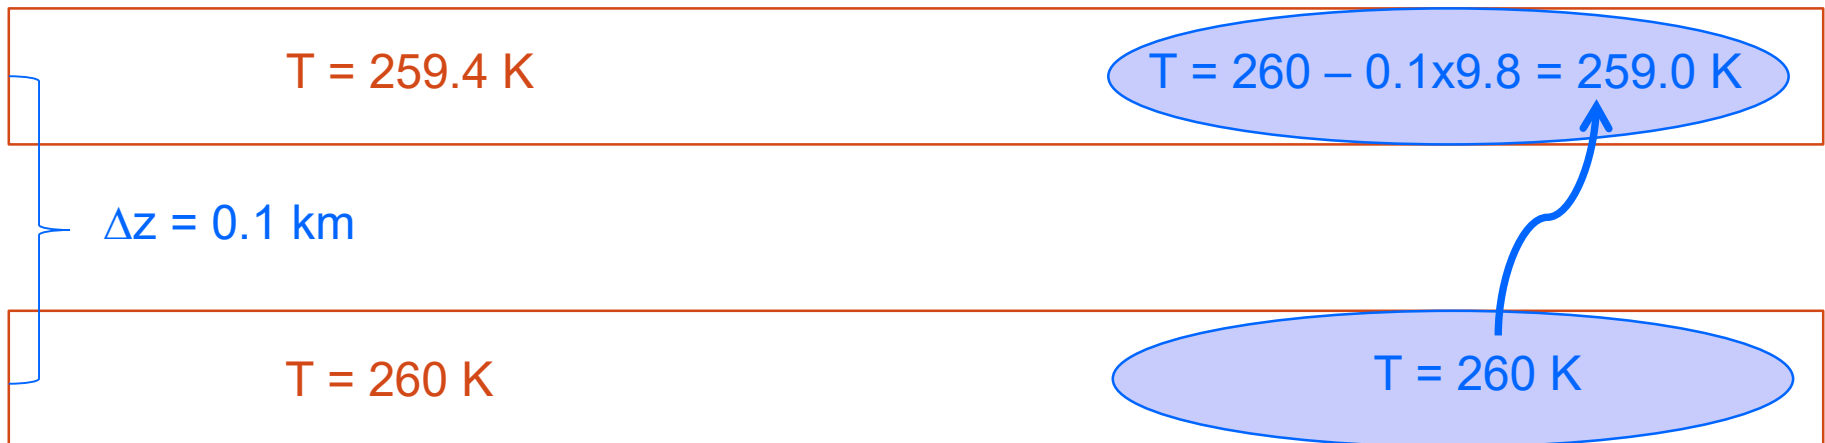 T = 259.4 K
T = 260 – 0.1x9.8 = 259.0 K
Δz = 0.1 km
T = 260 K
T = 260 K